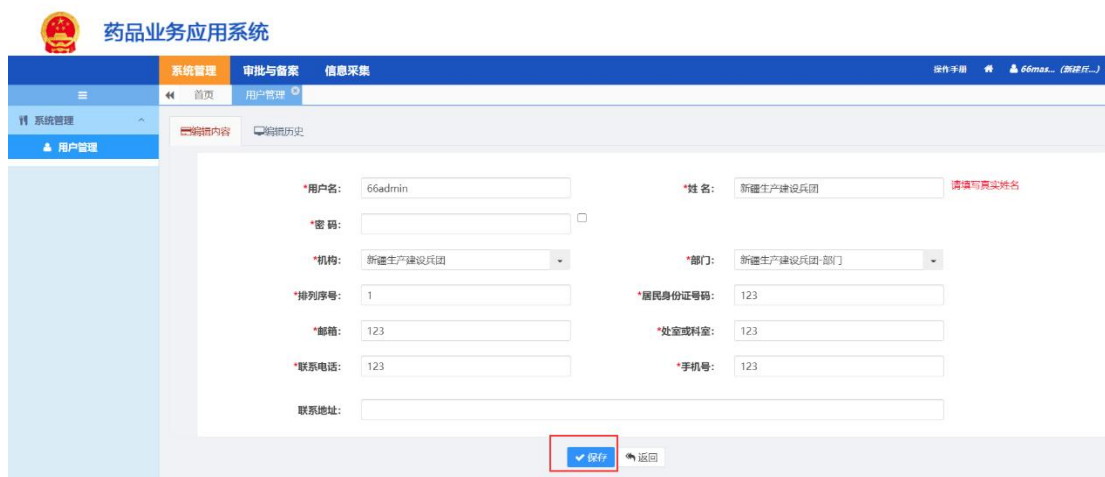 药品业务应用系统
系统管理 审批与备案 信息采集 操作手册 66mas... (新建兵...)
首页 用户管理
系统管理
用户管理
编辑内容 编辑历史
*用户名: 66admin *姓 名: 新疆生产建设兵团 请填写真实姓名
*密 码:
*机构: 新疆生产建设兵团 *部门: 新疆生产建设兵团-部门
*排列序号: 1 *居民身份证号码: 123
*邮箱: 123 *处室或科室: 123
*联系电话: 123 *手机号: 123
联系地址:
保存 返回